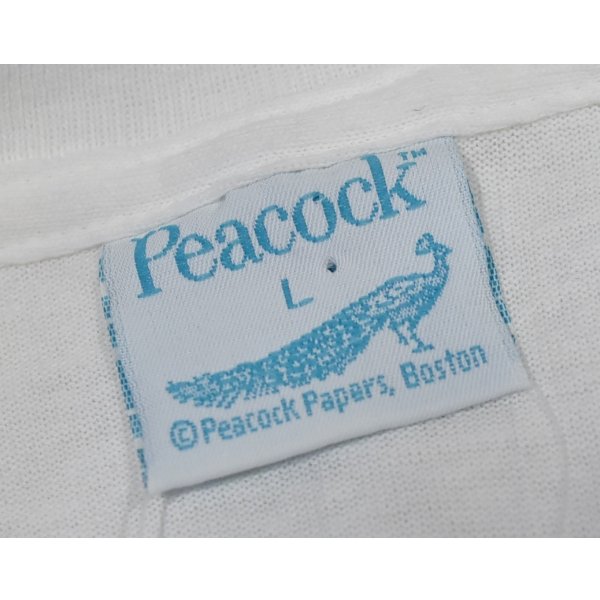 Peacock™
L
©Peacock Papers, Boston